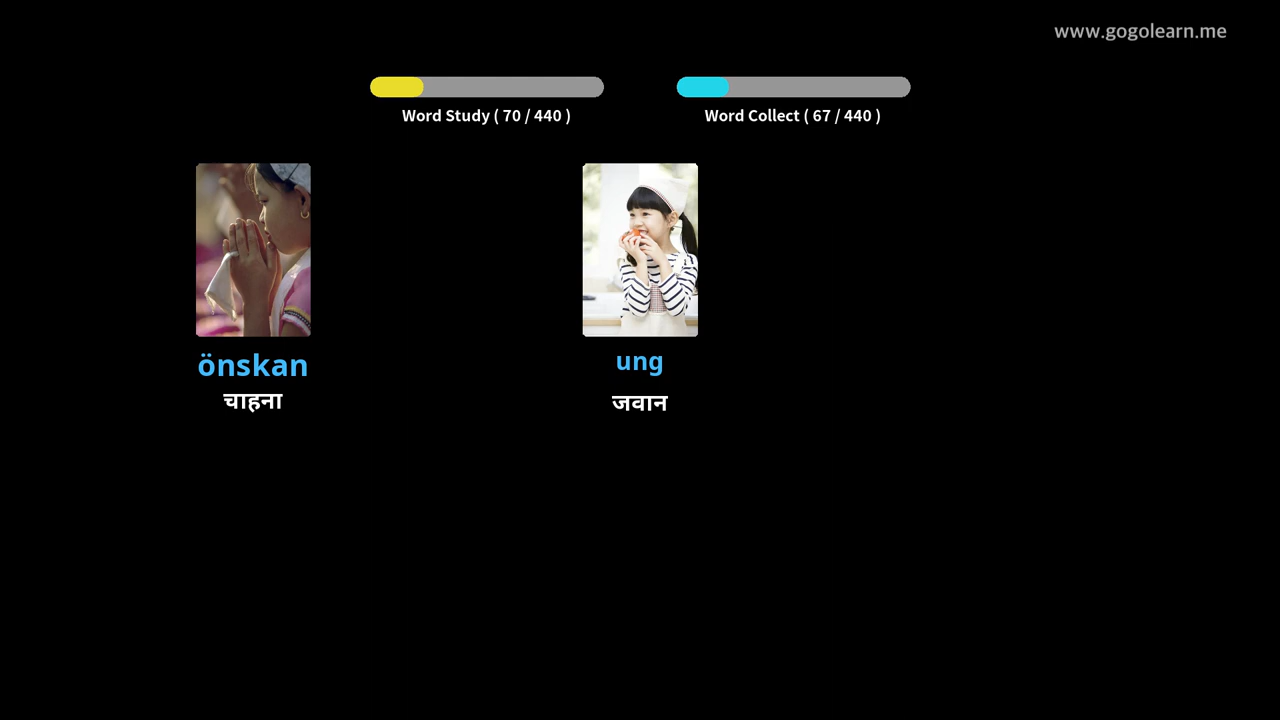 www.gogolearn.me
Word Study ( 70 / 440 )
Word Collect ( 67 / 440 )
önskan
चाहना
ung
जवान